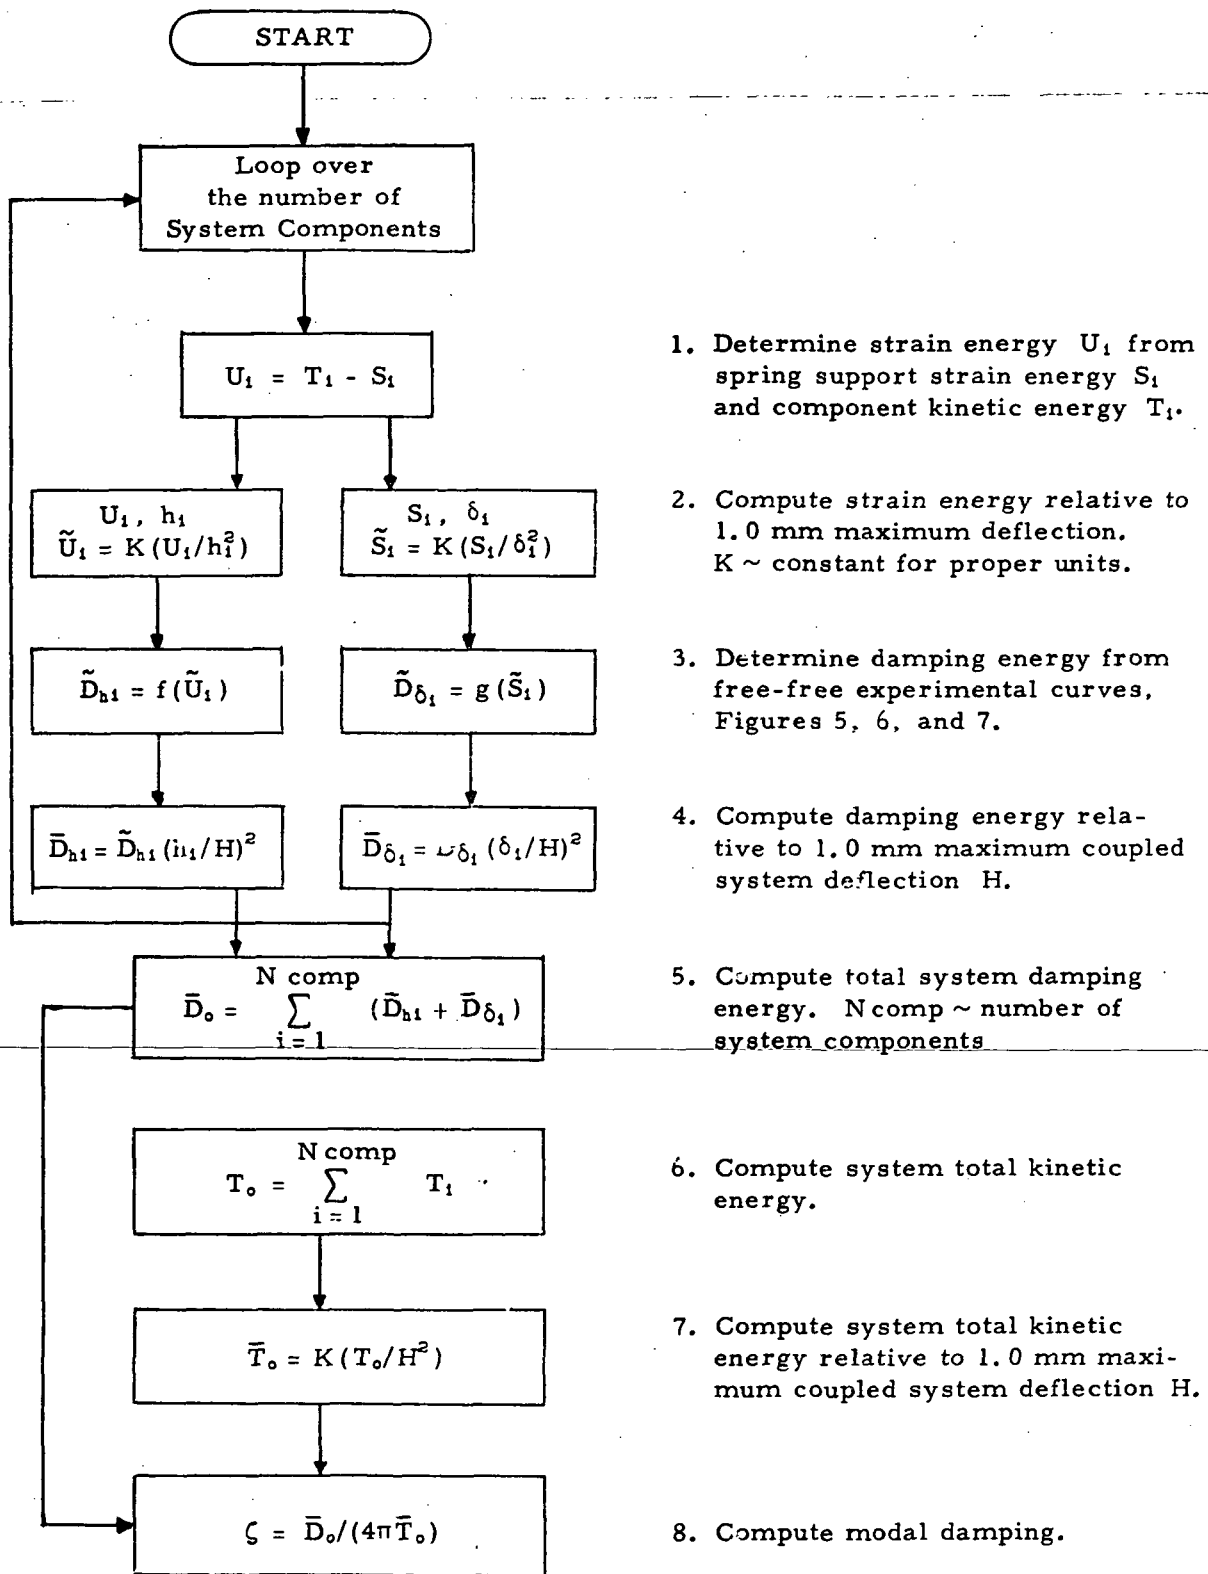 START
Loop over
the number of
System Components
U₁ = T₁ - S₁
1. Determine strain energy U₁ from
spring support strain energy S₁
and component kinetic energy T₁.
U₁, h₁
Ũ₁ = K(U₁/h₁²)
S₁, δ₁
S̃₁ = K(S₁/δ₁²)
2. Compute strain energy relative to
1.0 mm maximum deflection.
K ~ constant for proper units.
D̃ₕ₁ = f(Ũ₁)
D̃δ₁ = g(S̃₁)
3. Determine damping energy from
free-free experimental curves,
Figures 5, 6, and 7.
D̄ₕ₁ = D̃ₕ₁(h₁/H)²
D̄δ₁ = δ₁ (δ₁/H)²
4. Compute damping energy rela-
tive to 1.0 mm maximum coupled
system deflection H.
N comp
D̄ₒ = ∑ (D̄ₕ₁ + D̄δ₁)
i = 1
5. Compute total system damping
energy. N comp ~ number of
system components
N comp
Tₒ = ∑ T₁
i = 1
6. Compute system total kinetic
energy.
T̄ₒ = K(Tₒ/H²)
7. Compute system total kinetic
energy relative to 1.0 mm maxi-
mum coupled system deflection H.
ζ = D̄ₒ/(4πT̄ₒ)
8. Compute modal damping.